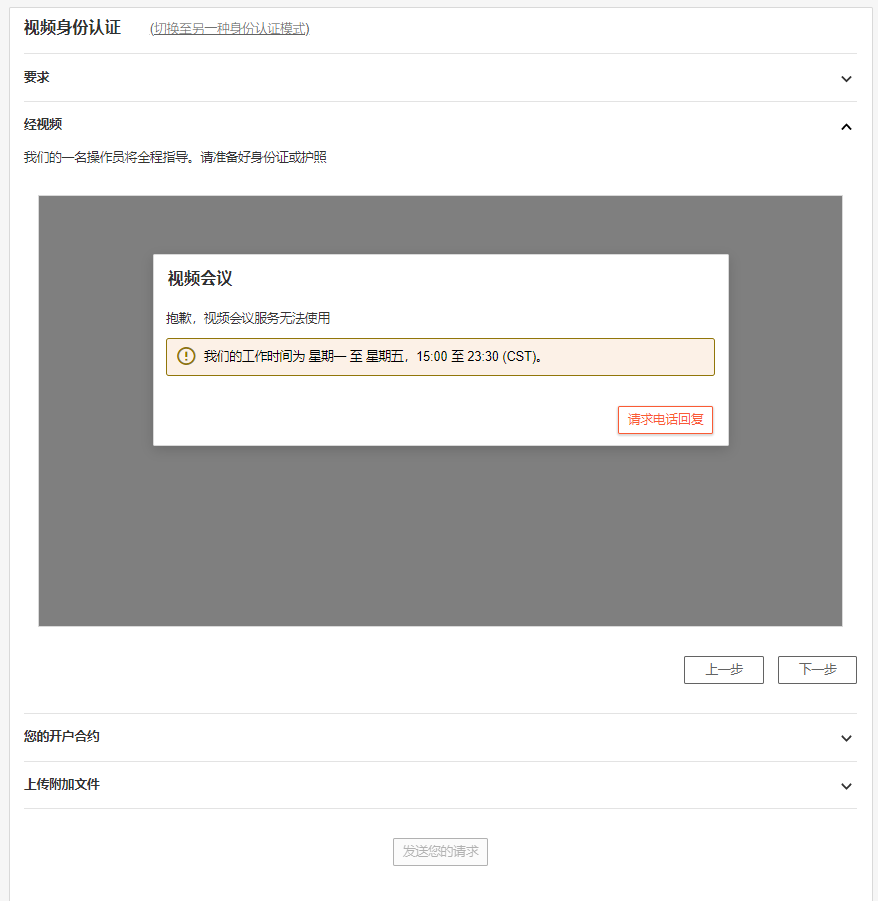 视频身份认证 (切换至另一种身份认证模式)
要求
经视频
我们的一名操作员将全程指导。请准备好身份证或护照
视频会议
抱歉，视频会议服务无法使用
我们的工作时间为 星期一 至 星期五，15:00 至 23:30 (CST)。
请求电话回复
上一步 下一步
您的开户合约
上传附加文件
发送您的请求